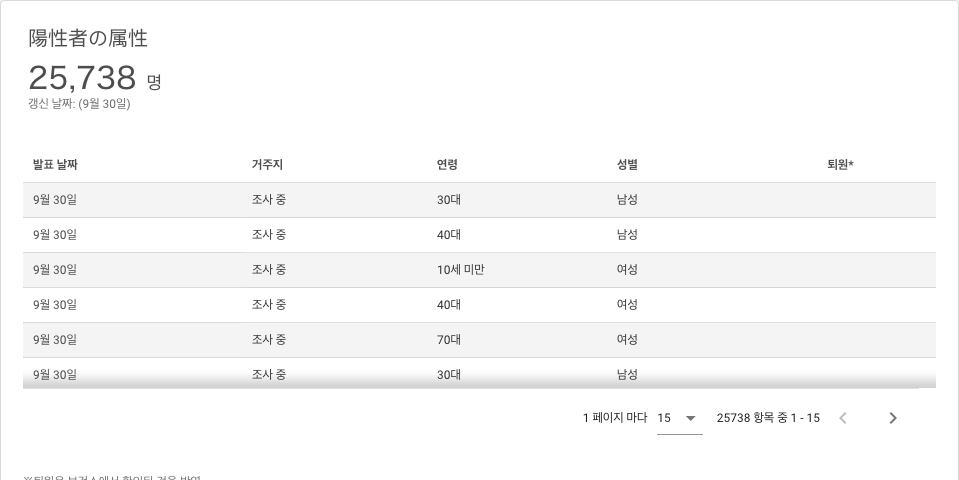 陽性者の属性
25,738 명
갱신 날짜: (9월 30일)
발표 날짜 거주지 연령 성별 퇴원*
9월 30일 조사 중 30대 남성
9월 30일 조사 중 40대 남성
9월 30일 조사 중 10세 미만 여성
9월 30일 조사 중 40대 여성
9월 30일 조사 중 70대 여성
9월 30일 조사 중 30대 남성
1 페이지 마다 15 25738 항목 중 1 - 15